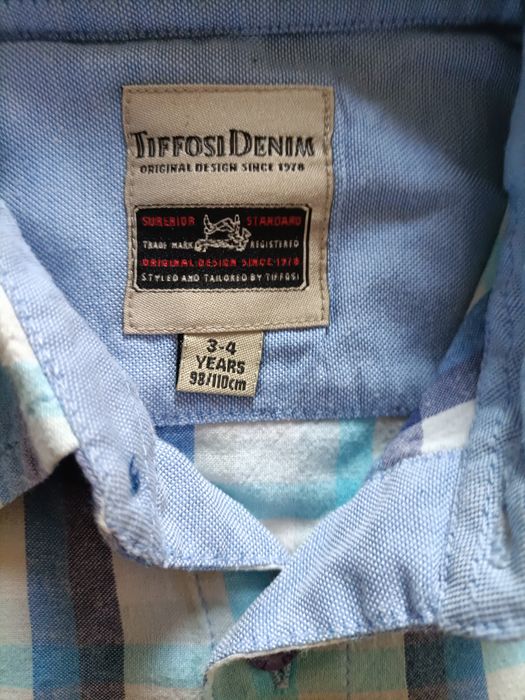 TIFFOSI DENIM
ORIGINAL DESIGN SINCE 1978
SUPERIOR STANDARD
TRADE MARK REGISTERED
ORIGINAL DESIGN SINCE 1978
STYLED AND TAILORED BY TIFFOSI
3-4
YEARS
98/110cm